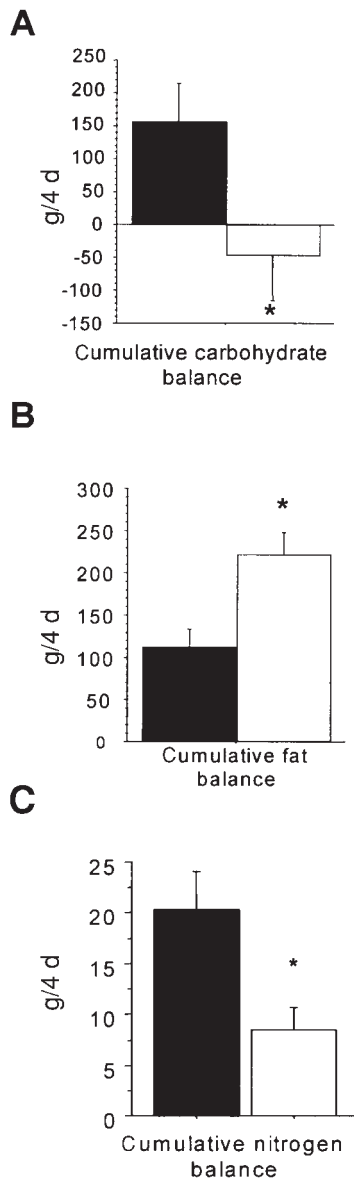 A
250
200
150
100
50
0
-50
-100
-150
g/4 d
*
Cumulative carbohydrate
balance
B
300
250
200
150
100
50
0
g/4 d
*
Cumulative fat
balance
C
25
20
15
10
5
0
g/4 d
*
Cumulative nitrogen
balance